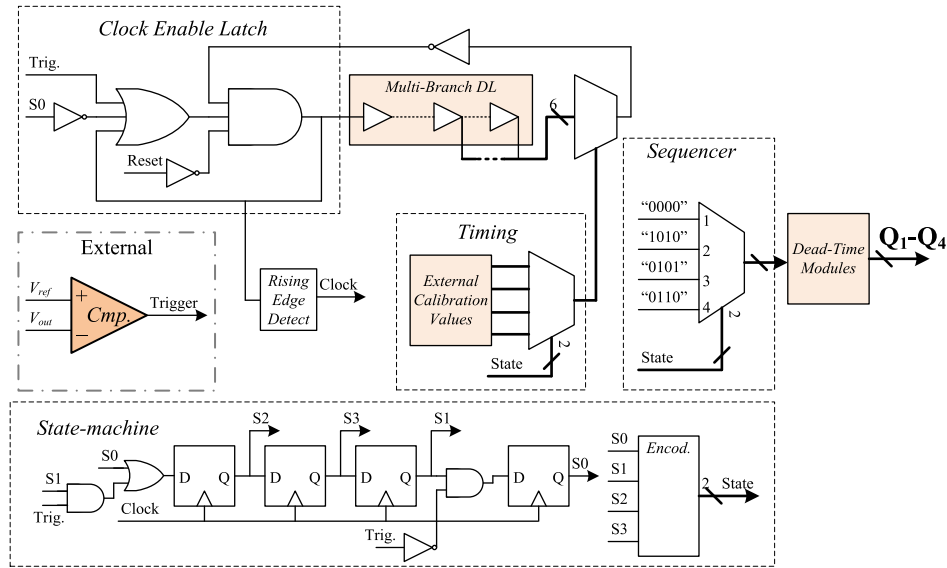 Clock Enable Latch
Trig.
S0
Reset
Multi-Branch DL
6
External
Vref
Vout
+
−
Cmp.
Trigger
Rising
Edge
Detect
Clock
Timing
External
Calibration
Values
2
State
Sequencer
“0000”
“1010”
“0101”
“0110”
1
2
3
4
2
State
Dead-Time
Modules
Q1-Q4
State-machine
S0
S1
Trig.
Clock
D Q
S2
D Q
S3
D Q
S1
Trig.
D Q
S0
S0
S1
S2
S3
Encod.
2
State